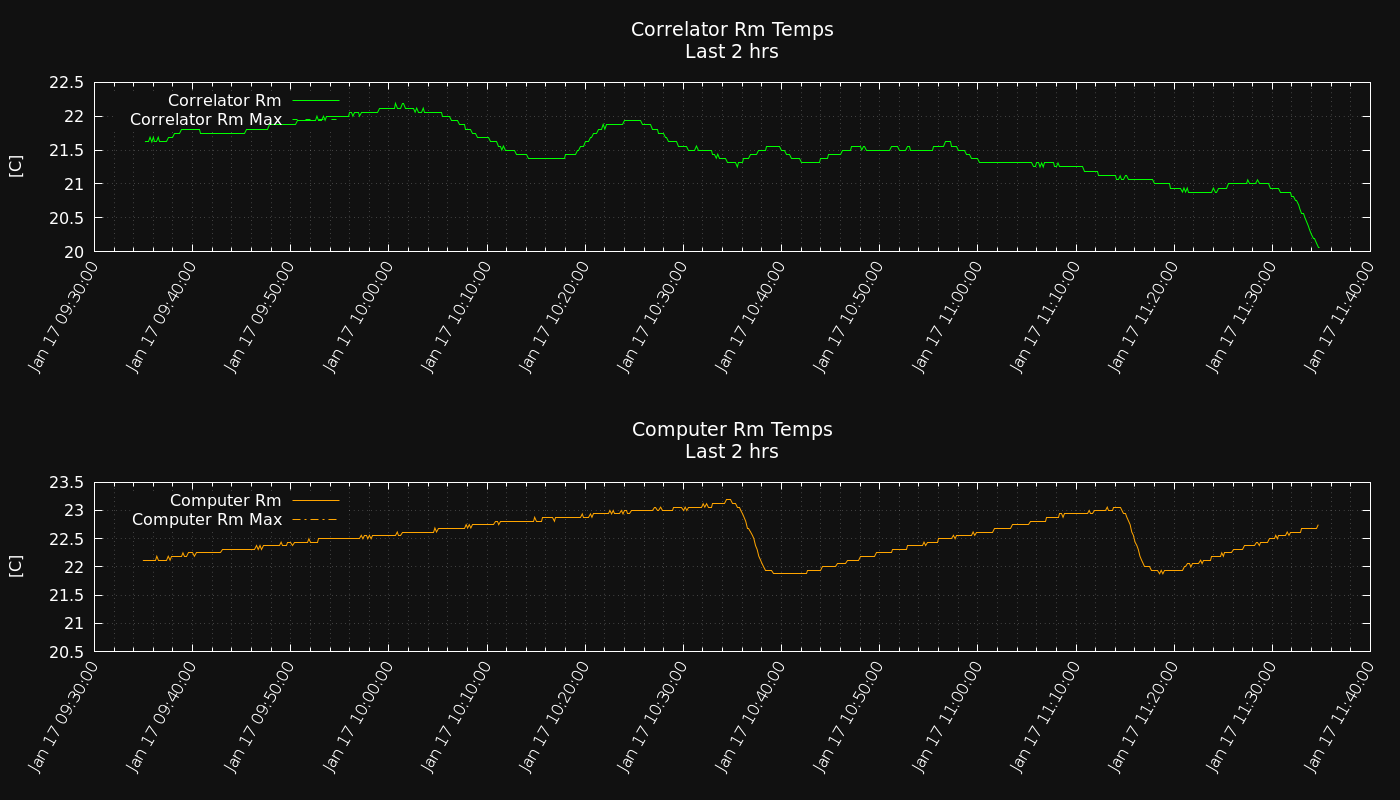 Correlator Rm Temps
Last 2 hrs
Correlator Rm
Correlator Rm Max
[C]
22.5
22
21.5
21
20.5
20
Jan 17 09:30:00
Jan 17 09:40:00
Jan 17 09:50:00
Jan 17 10:00:00
Jan 17 10:10:00
Jan 17 10:20:00
Jan 17 10:30:00
Jan 17 10:40:00
Jan 17 10:50:00
Jan 17 11:00:00
Jan 17 11:10:00
Jan 17 11:20:00
Jan 17 11:30:00
Jan 17 11:40:00
Computer Rm Temps
Last 2 hrs
Computer Rm
Computer Rm Max
[C]
23.5
23
22.5
22
21.5
21
20.5
Jan 17 09:30:00
Jan 17 09:40:00
Jan 17 09:50:00
Jan 17 10:00:00
Jan 17 10:10:00
Jan 17 10:20:00
Jan 17 10:30:00
Jan 17 10:40:00
Jan 17 10:50:00
Jan 17 11:00:00
Jan 17 11:10:00
Jan 17 11:20:00
Jan 17 11:30:00
Jan 17 11:40:00